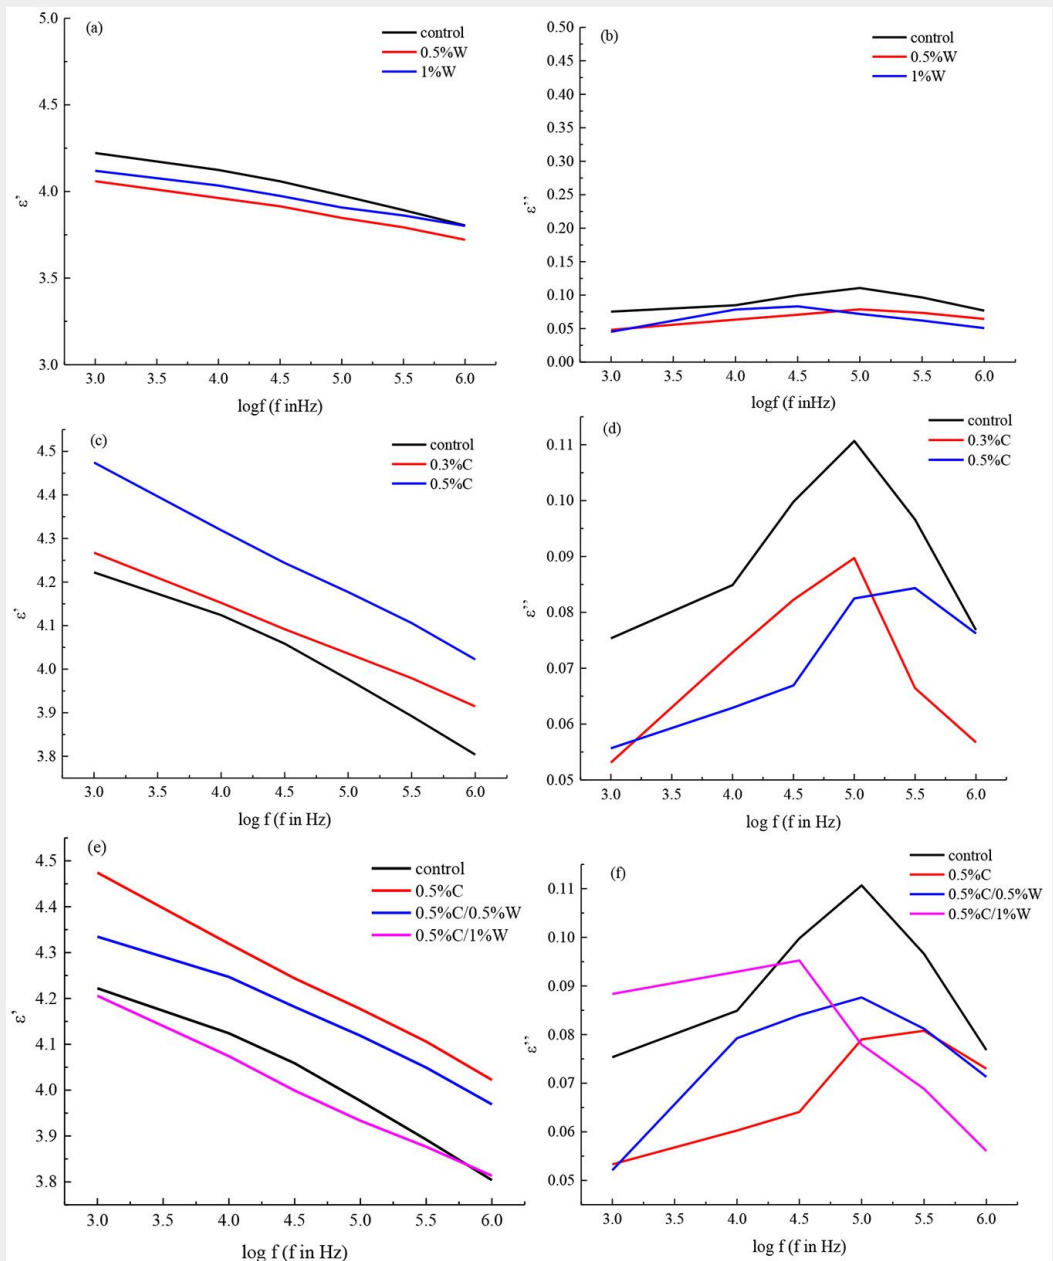 (a)
control
0.5%W
1%W
5.0
4.5
4.0
3.5
3.0
ε’
3.0 3.5 4.0 4.5 5.0 5.5 6.0
logf (f inHz)
(b)
control
0.5%W
1%W
0.50
0.45
0.40
0.35
0.30
0.25
0.20
0.15
0.10
0.05
0.00
ε’’
3.0 3.5 4.0 4.5 5.0 5.5 6.0
logf (f inHz)
(c)
control
0.3%C
0.5%C
4.5
4.4
4.3
4.2
4.1
4.0
3.9
3.8
ε’
3.0 3.5 4.0 4.5 5.0 5.5 6.0
log f (f in Hz)
(d)
control
0.3%C
0.5%C
0.11
0.10
0.09
0.08
0.07
0.06
0.05
ε’’
3.0 3.5 4.0 4.5 5.0 5.5 6.0
log f (f in Hz)
(e)
control
0.5%C
0.5%C/0.5%W
0.5%C/1%W
4.5
4.4
4.3
4.2
4.1
4.0
3.9
3.8
ε’
3.0 3.5 4.0 4.5 5.0 5.5 6.0
log f (f in Hz)
(f)
control
0.5%C
0.5%C/0.5%W
0.5%C/1%W
0.11
0.10
0.09
0.08
0.07
0.06
0.05
ε’’
3.0 3.5 4.0 4.5 5.0 5.5 6.0
log f (f in Hz)